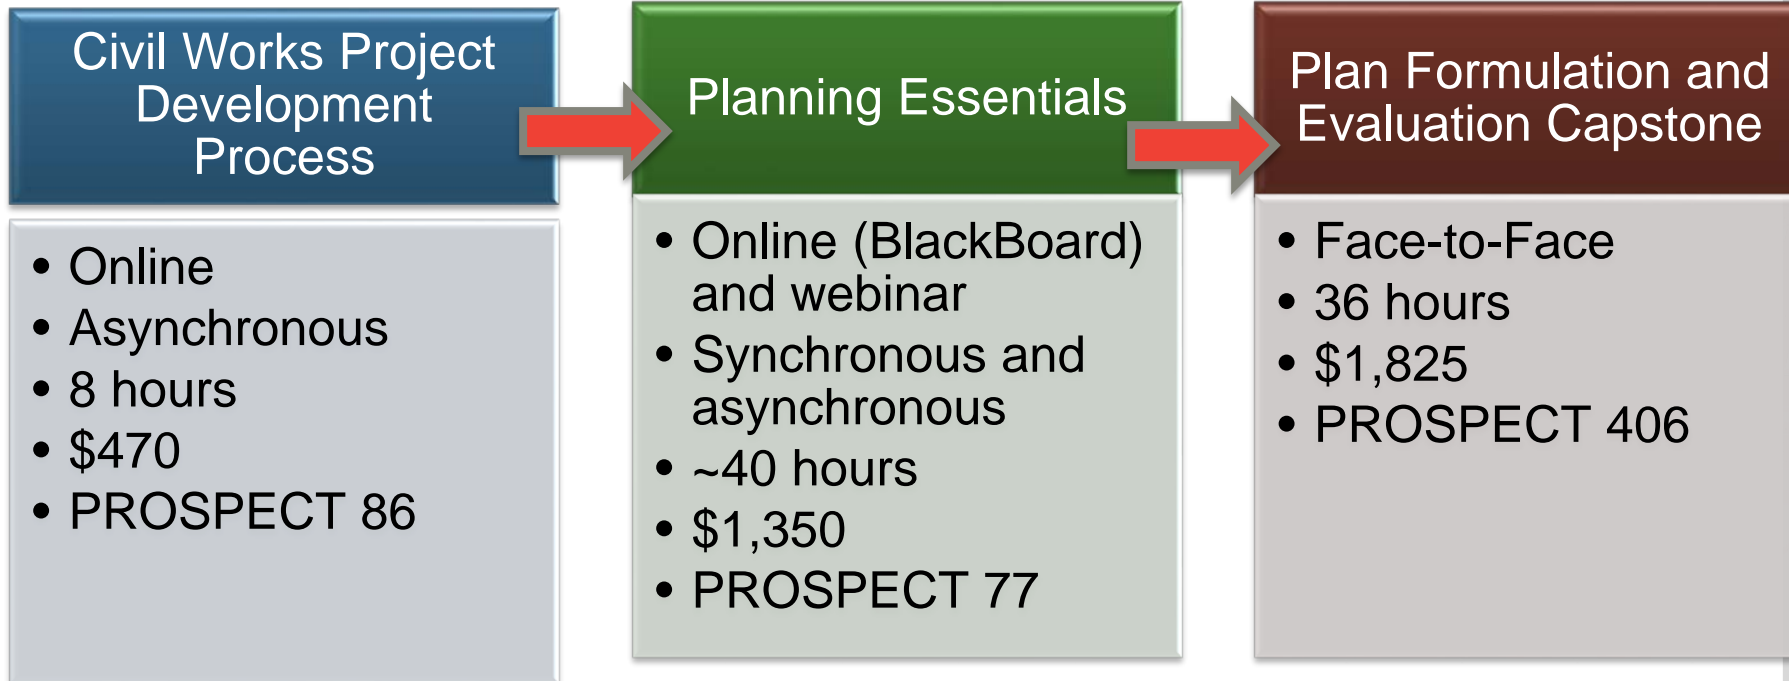 Civil Works Project
Development
Process
• Online
• Asynchronous
• 8 hours
• $470
• PROSPECT 86
Planning Essentials
• Online (BlackBoard)
and webinar
• Synchronous and
asynchronous
• ~40 hours
• $1,350
• PROSPECT 77
Plan Formulation and
Evaluation Capstone
• Face-to-Face
• 36 hours
• $1,825
• PROSPECT 406